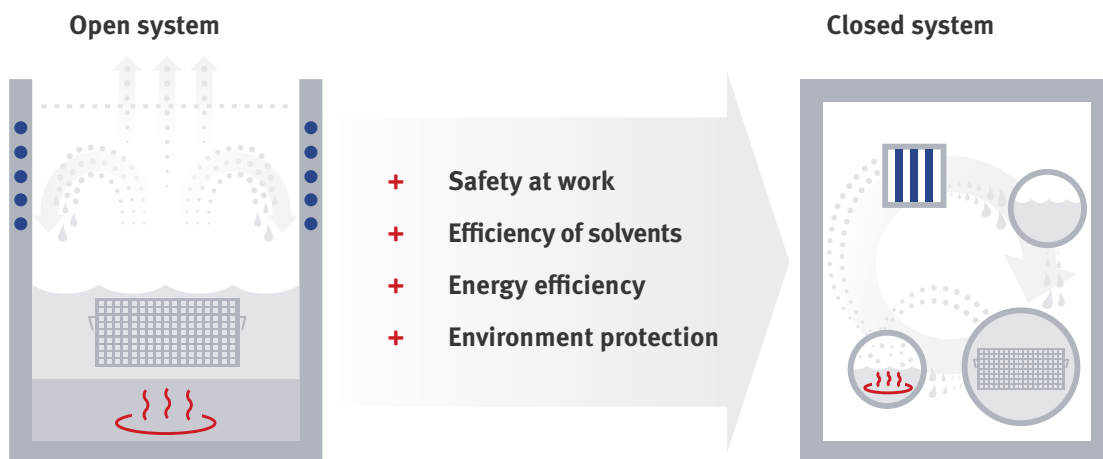 Open system
Closed system
+ Safety at work
+ Efficiency of solvents
+ Energy efficiency
+ Environment protection